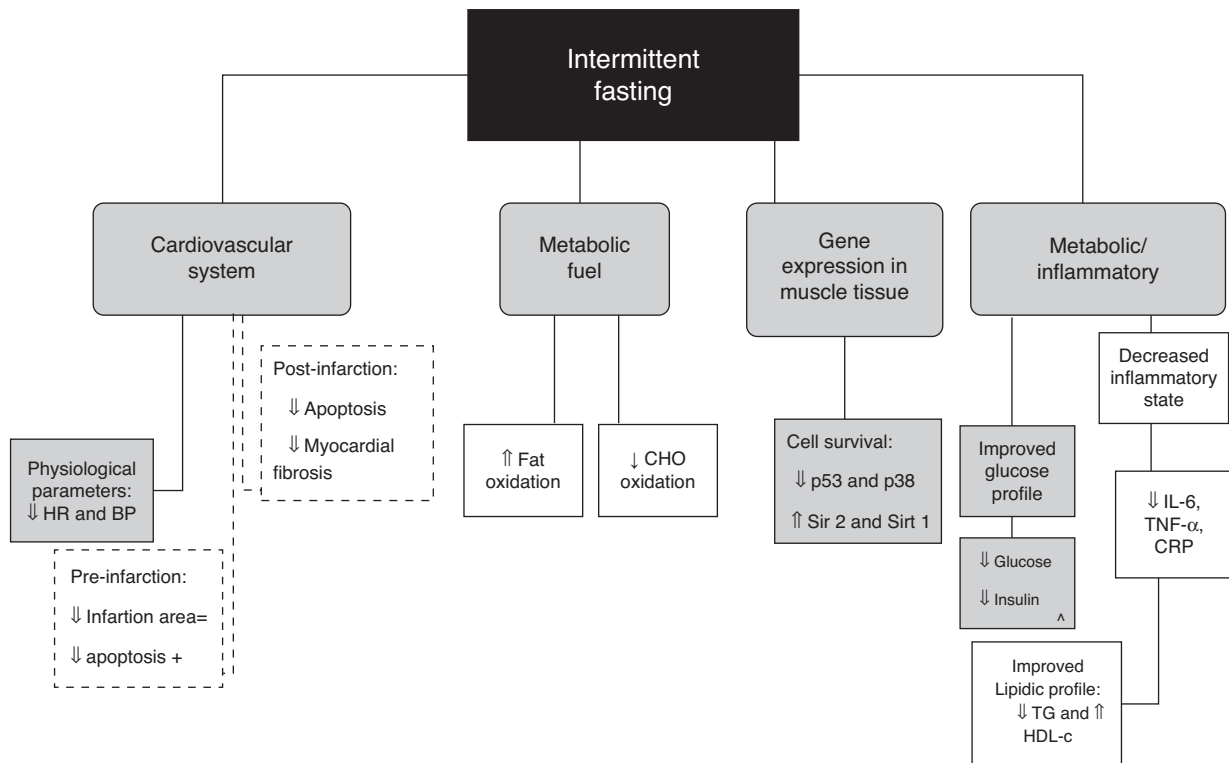 Intermittent
fasting
Cardiovascular
system
Metabolic
fuel
Gene
expression in
muscle tissue
Metabolic/
inflammatory
Physiological
parameters:
⇓ HR and BP
Post-infarction:
⇓ Apoptosis
⇓ Myocardial
fibrosis
Pre-infarction:
⇓ Infartion area=
⇓ apoptosis +
⇑ Fat
oxidation
↓ CHO
oxidation
Cell survival:
⇓ p53 and p38
⇑ Sir 2 and Sirt 1
Improved
glucose
profile
⇓ Glucose
⇓ Insulin
^
Decreased
inflammatory
state
⇓ IL-6,
TNF-α,
CRP
Improved
Lipidic profile:
⇓ TG and ⇑
HDL-c